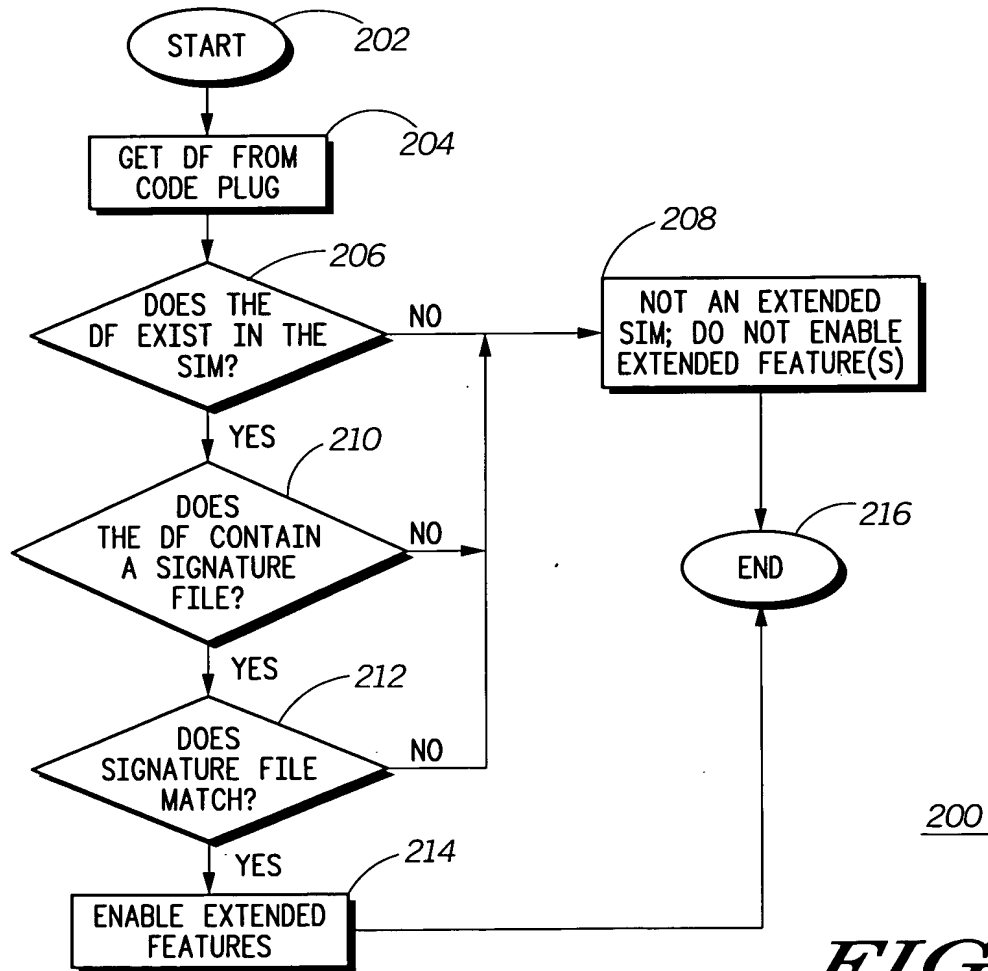 START
202
GET DF FROM
CODE PLUG
204
DOES THE
DF EXIST IN THE
SIM?
206
NO
208
NOT AN EXTENDED
SIM; DO NOT ENABLE
EXTENDED FEATURE(S)
YES
210
DOES
THE DF CONTAIN
A SIGNATURE
FILE?
NO
216
END
YES
212
DOES
SIGNATURE FILE
MATCH?
NO
200
YES
214
ENABLE EXTENDED
FEATURES
FIG